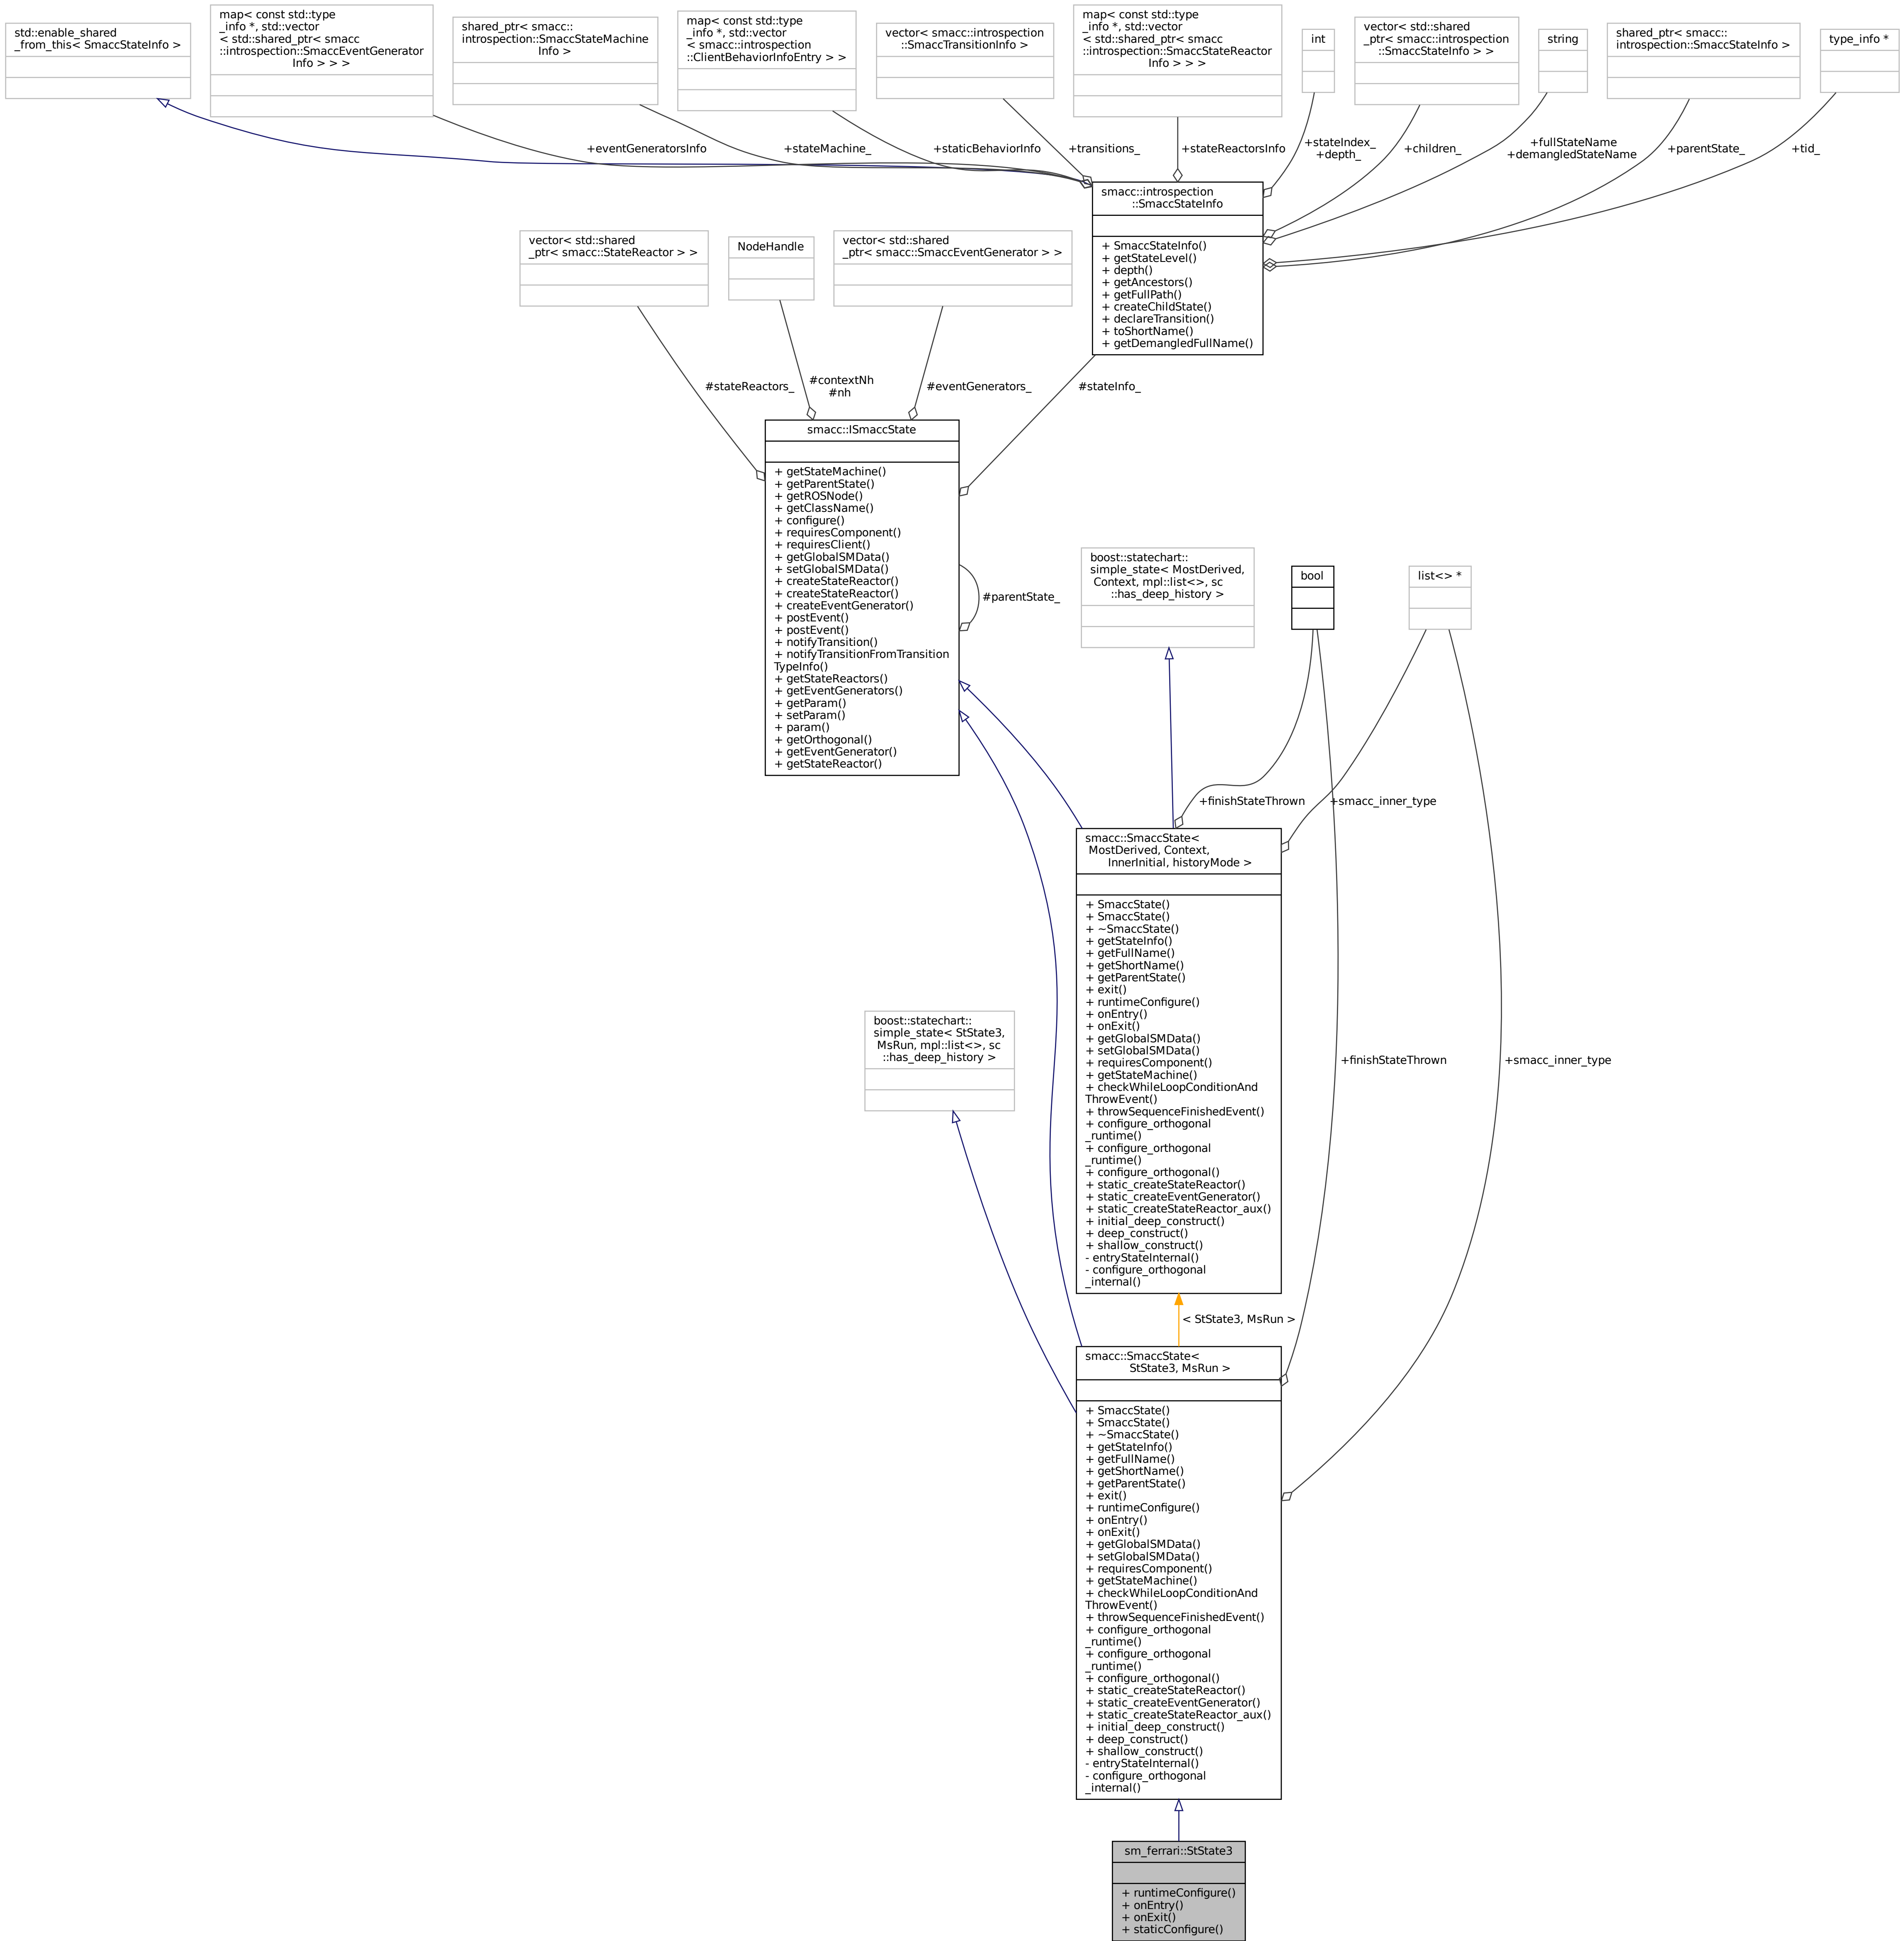 std::enable_shared
_from_this< SmaccStateInfo >
map< const std::type
_info *, std::vector
< std::shared_ptr< smacc
::introspection::SmaccEventGenerator
Info > > >
shared_ptr< smacc::
introspection::SmaccStateMachine
Info >
map< const std::type
_info *, std::vector
< smacc::introspection
::ClientBehaviorInfoEntry > >
vector< smacc::introspection
::SmaccTransitionInfo >
map< const std::type
_info *, std::vector
< std::shared_ptr< smacc
::introspection::SmaccStateReactor
Info > > >
int
vector< std::shared
_ptr< smacc::introspection
::SmaccStateInfo > >
string
shared_ptr< smacc::
introspection::SmaccStateInfo >
type_info *
+eventGeneratorsInfo
+stateMachine_
+staticBehaviorInfo
+transitions_
+stateReactorsInfo
+stateIndex_
+depth_
+children_
+fullStateName
+demangledStateName
+parentState_
+tid_
smacc::introspection
::SmaccStateInfo
+ SmaccStateInfo()
+ getStateLevel()
+ depth()
+ getAncestors()
+ getFullPath()
+ createChildState()
+ declareTransition()
+ toShortName()
+ getDemangledFullName()
vector< std::shared
_ptr< smacc::StateReactor > >
NodeHandle
vector< std::shared
_ptr< smacc::SmaccEventGenerator > >
#stateReactors_
#contextNh
#nh
#eventGenerators_
#stateInfo_
smacc::ISmaccState
+ getStateMachine()
+ getParentState()
+ getROSNode()
+ getClassName()
+ configure()
+ requiresComponent()
+ requiresClient()
+ getGlobalSMData()
+ setGlobalSMData()
+ createStateReactor()
+ createStateReactor()
+ createEventGenerator()
+ postEvent()
+ postEvent()
+ notifyTransition()
+ notifyTransitionFromTransition
TypeInfo()
+ getStateReactors()
+ getEventGenerators()
+ getParam()
+ setParam()
+ param()
+ getOrthogonal()
+ getEventGenerator()
+ getStateReactor()
#parentState_
boost::statechart::
simple_state< MostDerived,
Context, mpl::list<>, sc
::has_deep_history >
bool
list<> *
+finishStateThrown
+smacc_inner_type
smacc::SmaccState<
MostDerived, Context,
InnerInitial, historyMode >
+ SmaccState()
+ SmaccState()
+ ~SmaccState()
+ getStateInfo()
+ getFullName()
+ getShortName()
+ getParentState()
+ exit()
+ runtimeConfigure()
+ onEntry()
+ onExit()
+ getGlobalSMData()
+ setGlobalSMData()
+ requiresComponent()
+ getStateMachine()
+ checkWhileLoopConditionAnd
ThrowEvent()
+ throwSequenceFinishedEvent()
+ configure_orthogonal
_runtime()
+ configure_orthogonal
_runtime()
+ configure_orthogonal()
+ static_createStateReactor()
+ static_createEventGenerator()
+ static_createStateReactor_aux()
+ initial_deep_construct()
+ deep_construct()
+ shallow_construct()
- entryStateInternal()
- configure_orthogonal
_internal()
boost::statechart::
simple_state< StState3,
MsRun, mpl::list<>, sc
::has_deep_history >
+finishStateThrown
+smacc_inner_type
< StState3, MsRun >
smacc::SmaccState<
StState3, MsRun >
+ SmaccState()
+ SmaccState()
+ ~SmaccState()
+ getStateInfo()
+ getFullName()
+ getShortName()
+ getParentState()
+ exit()
+ runtimeConfigure()
+ onEntry()
+ onExit()
+ getGlobalSMData()
+ setGlobalSMData()
+ requiresComponent()
+ getStateMachine()
+ checkWhileLoopConditionAnd
ThrowEvent()
+ throwSequenceFinishedEvent()
+ configure_orthogonal
_runtime()
+ configure_orthogonal
_runtime()
+ configure_orthogonal()
+ static_createStateReactor()
+ static_createEventGenerator()
+ static_createStateReactor_aux()
+ initial_deep_construct()
+ deep_construct()
+ shallow_construct()
- entryStateInternal()
- configure_orthogonal
_internal()
sm_ferrari::StState3
+ runtimeConfigure()
+ onEntry()
+ onExit()
+ staticConfigure()